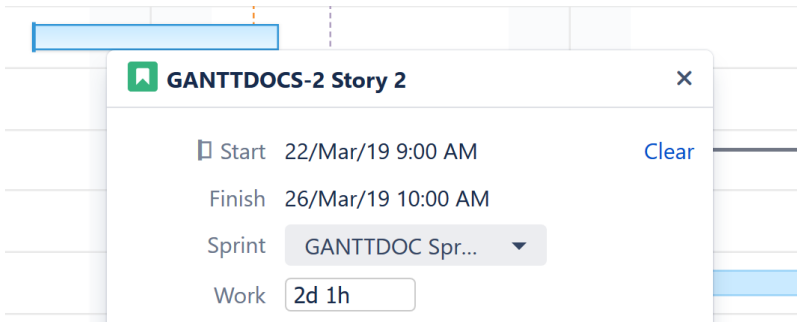 GANTTDOCS-2 Story 2
Start 22/Mar/19 9:00 AM Clear
Finish 26/Mar/19 10:00 AM
Sprint GANTTDOC Spr...
Work 2d 1h